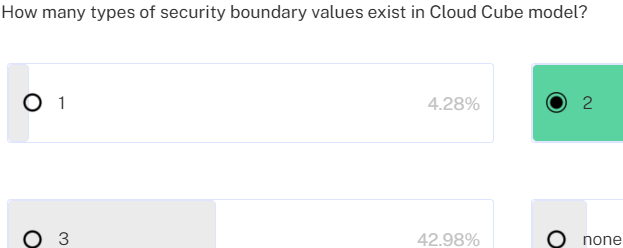 How many types of security boundary values exist in Cloud Cube model?
1 4.28% 2
3 42.98% none